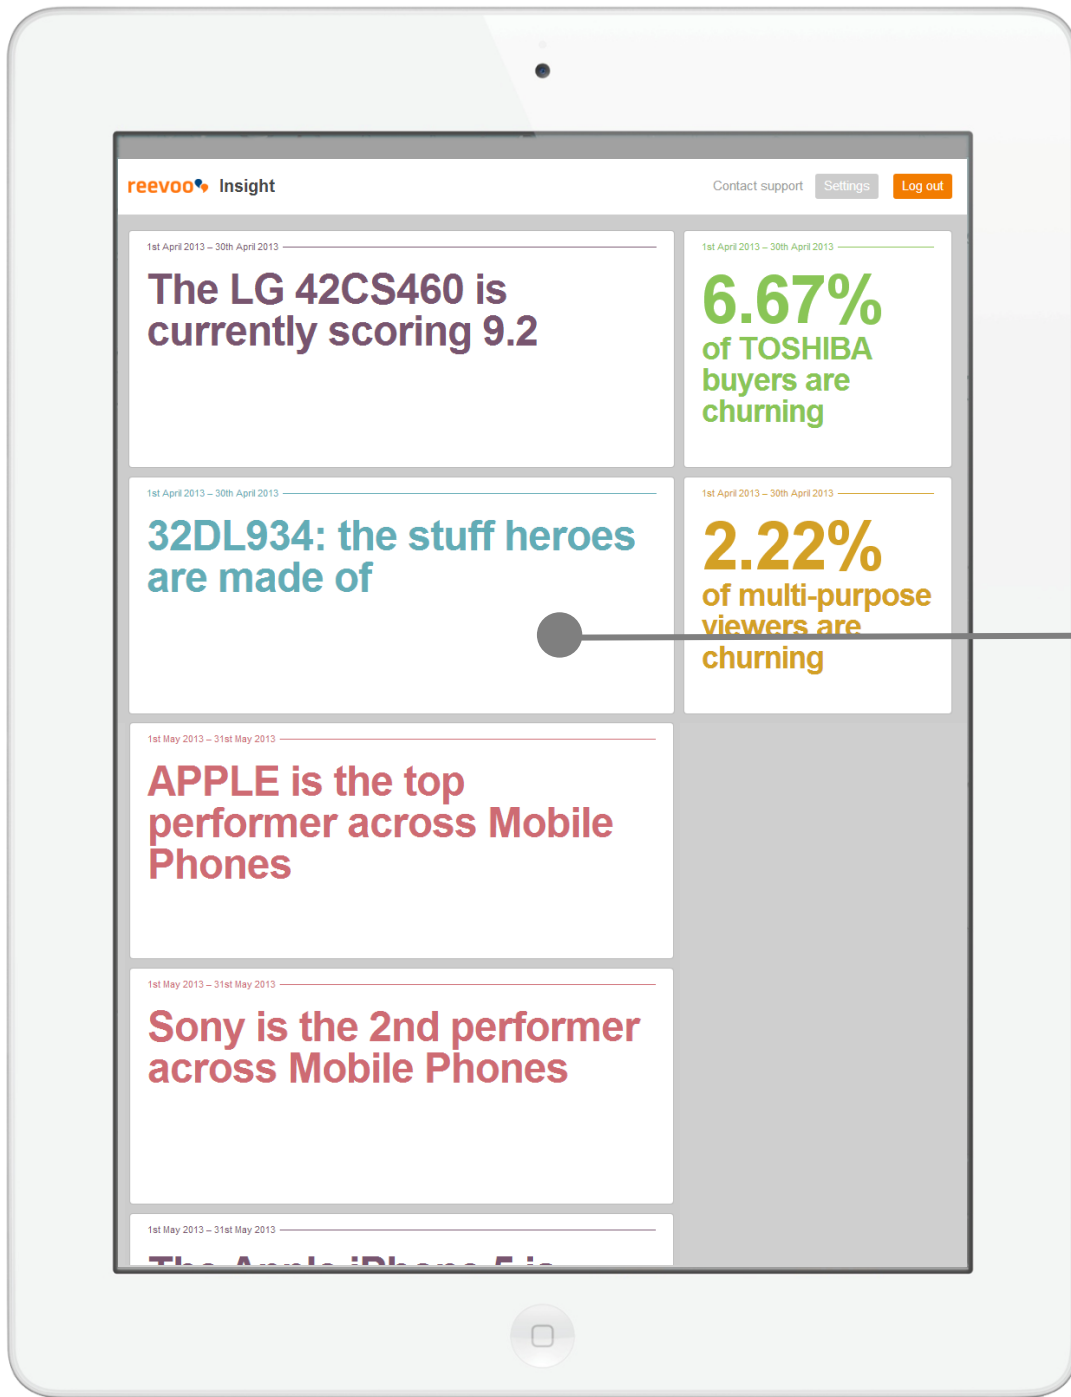 reevoo Insight
Contact support Settings Log out
1st April 2013 – 30th April 2013
The LG 42CS460 is
currently scoring 9.2
1st April 2013 – 30th April 2013
6.67%
of TOSHIBA
buyers are
churning
1st April 2013 – 30th April 2013
32DL934: the stuff heroes
are made of
1st April 2013 – 30th April 2013
2.22%
of multi-purpose
viewers are
churning
1st May 2013 – 31st May 2013
APPLE is the top
performer across Mobile
Phones
1st May 2013 – 31st May 2013
Sony is the 2nd performer
across Mobile Phones
1st May 2013 – 31st May 2013
The Apple iPhone 5 is